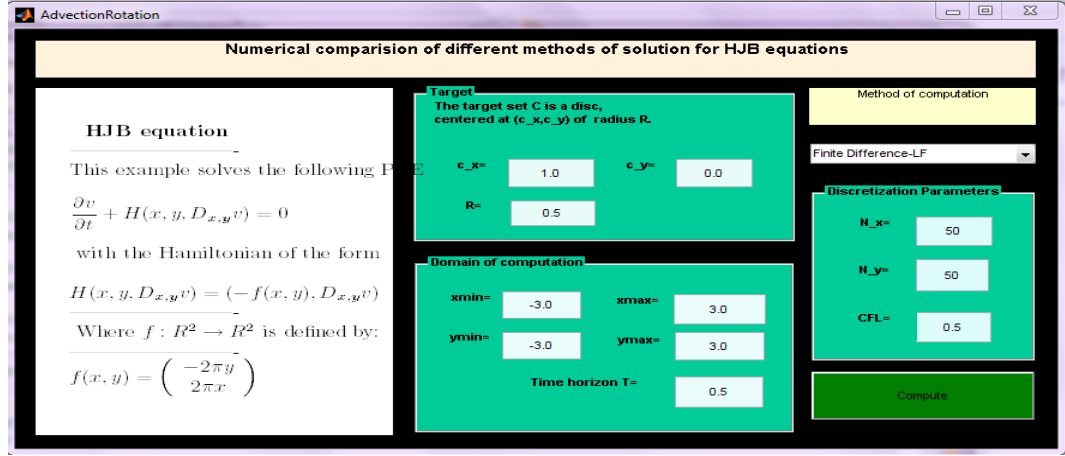 AdvectionRotation
Numerical comparision of different methods of solution for HJB equations
HJB equation
This example solves the following P E
∂v/∂t + H(x, y, D_{x,y}v) = 0
with the Hamiltonian of the form
H(x, y, D_{x,y}v) = (−f(x, y), D_{x,y}v)
Where f : R² → R² is defined by:
f(x, y) = ( −2πy
2πx )
Target
The target set C is a disc,
centered at (c_x,c_y) of radius R.
c_x= 1.0 c_y= 0.0
R= 0.5
Domain of computation
xmin= -3.0 xmax= 3.0
ymin= -3.0 ymax= 3.0
Time horizon T= 0.5
Method of computation
Finite Difference-LF
Discretization Parameters
N_x= 50
N_y= 50
CFL= 0.5
Compute